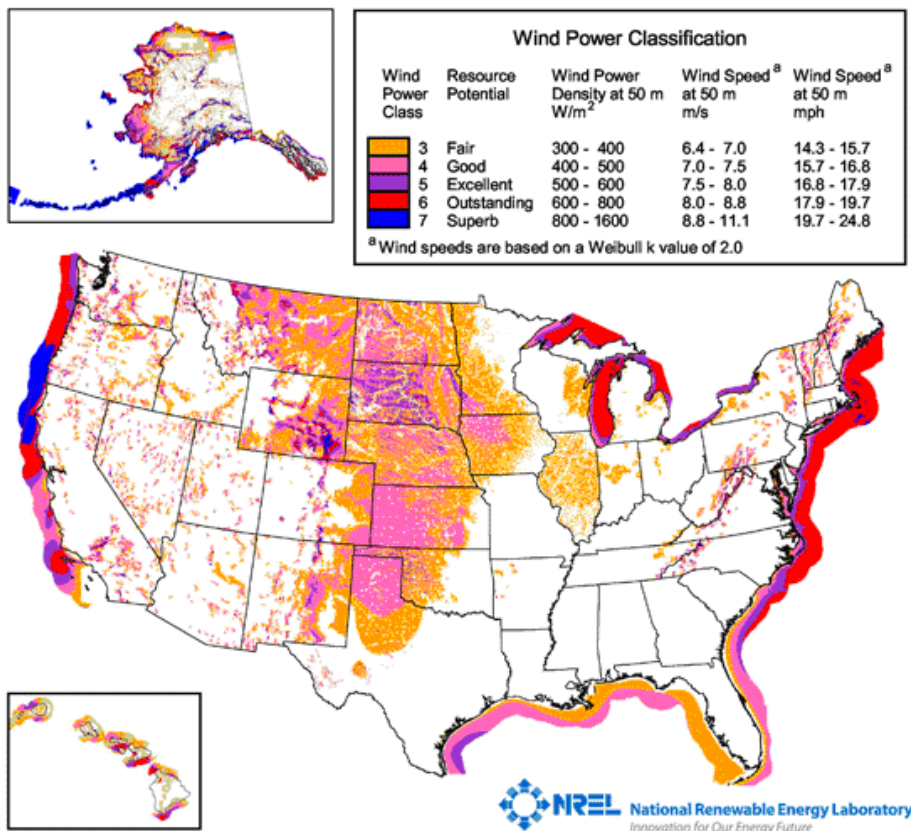 Wind Power Classification
Wind Power Class Resource Potential Wind Power Density at 50 m W/m² Wind Speed a at 50 m m/s Wind Speed a at 50 m mph
3 Fair 300 - 400 6.4 - 7.0 14.3 - 15.7
4 Good 400 - 500 7.0 - 7.5 15.7 - 16.8
5 Excellent 500 - 600 7.5 - 8.0 16.8 - 17.9
6 Outstanding 600 - 800 8.0 - 8.8 17.9 - 19.7
7 Superb 800 - 1600 8.8 - 11.1 19.7 - 24.8
a Wind speeds are based on a Weibull k value of 2.0
NREL National Renewable Energy Laboratory
Innovation for Our Energy Future